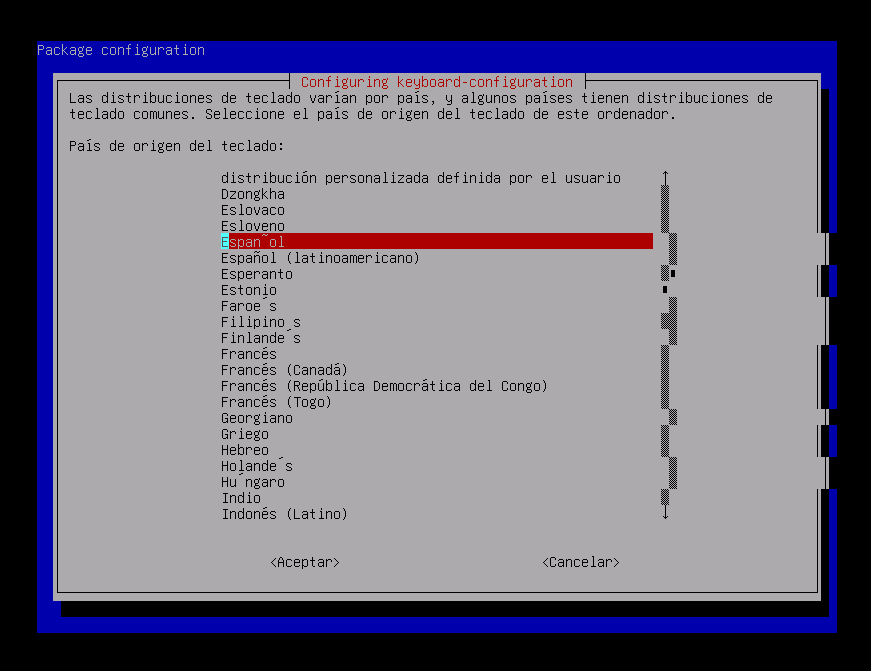 Package configuration
Configuring keyboard-configuration
Las distribuciones de teclado varían por país, y algunos países tienen distribuciones de
teclado comunes. Seleccione el país de origen del teclado de este ordenador.
País de origen del teclado:
distribución personalizada definida por el usuario
Dzongkha
Eslovaco
Esloveno
Espan˜ol
Español (latinoamericano)
Esperanto
Estonio
Faroe´s
Filipino s
Finlande´s
Francés
Francés (Canadá)
Francés (República Democrática del Congo)
Francés (Togo)
Georgiano
Griego
Hebreo
Holande´s
Hu´ngaro
Indio
Indonés (Latino)
<Aceptar> <Cancelar>